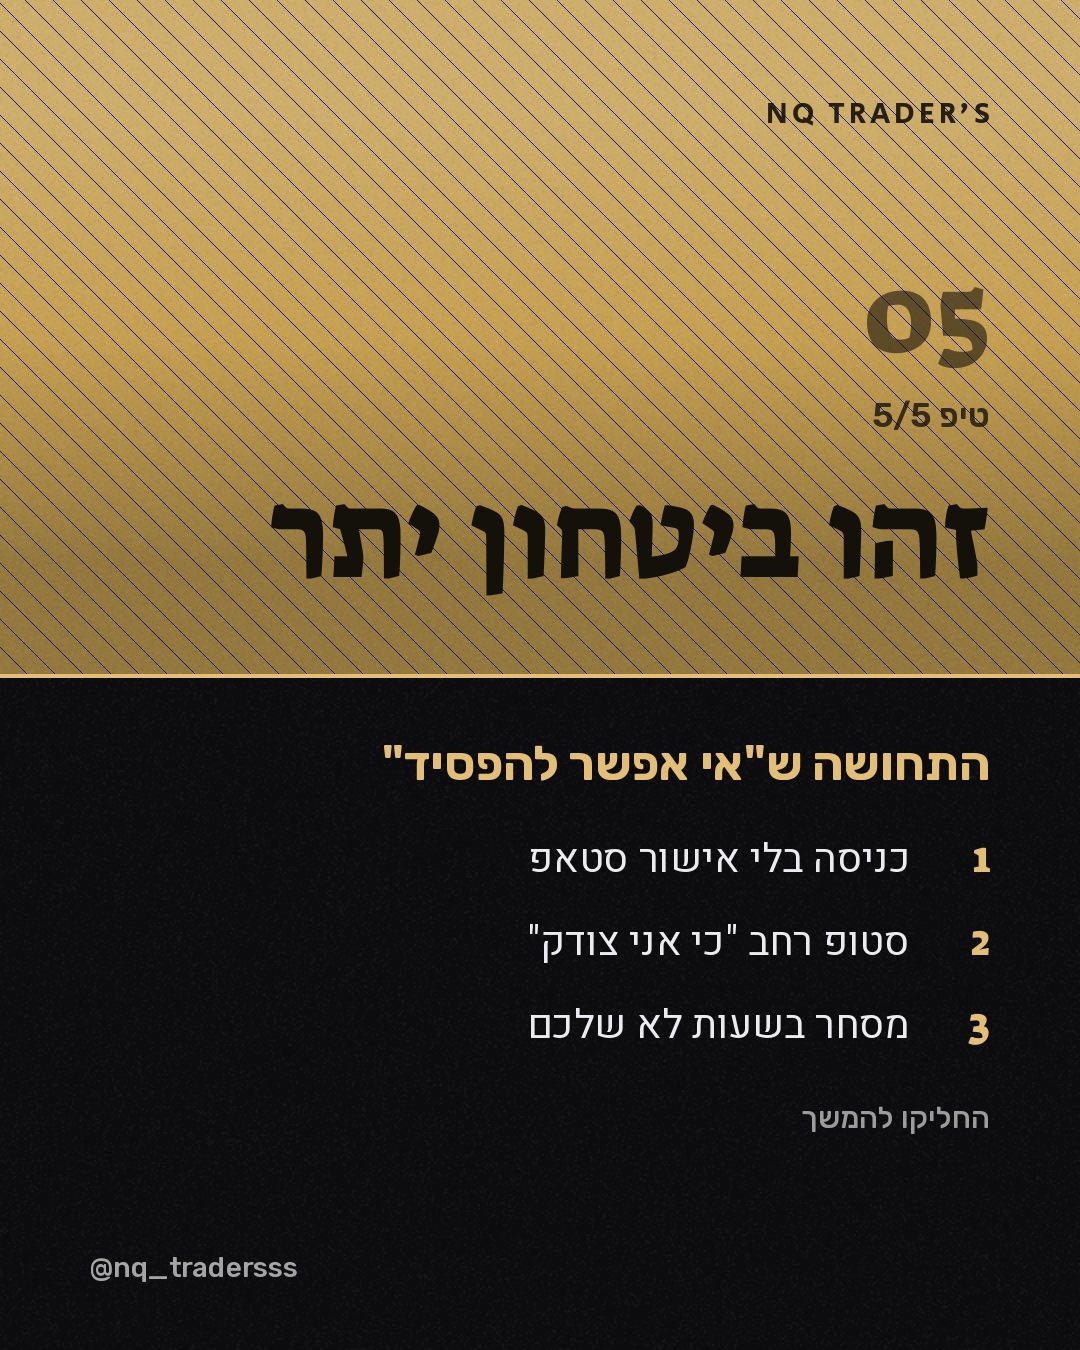 NQ TRADER’S
05
טיפ 5/5
זהו ביטחון יתר
התחושה ש"אי אפשר להפסיד"
1 כניסה בלי אישור סטאפ
2 סטופ רחב "כי אני צודק"
3 מסחר בשעות לא שלכם
החליקו להמשך
@nq_tradersss